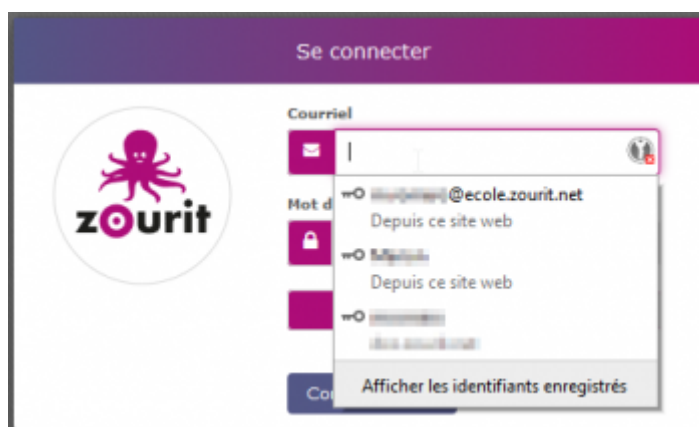 Se connecter
zourit
Courriel
@ecole.zourit.net
Mot d
Depuis ce site web
Depuis ce site web
Afficher les identifiants enregistrés
Co